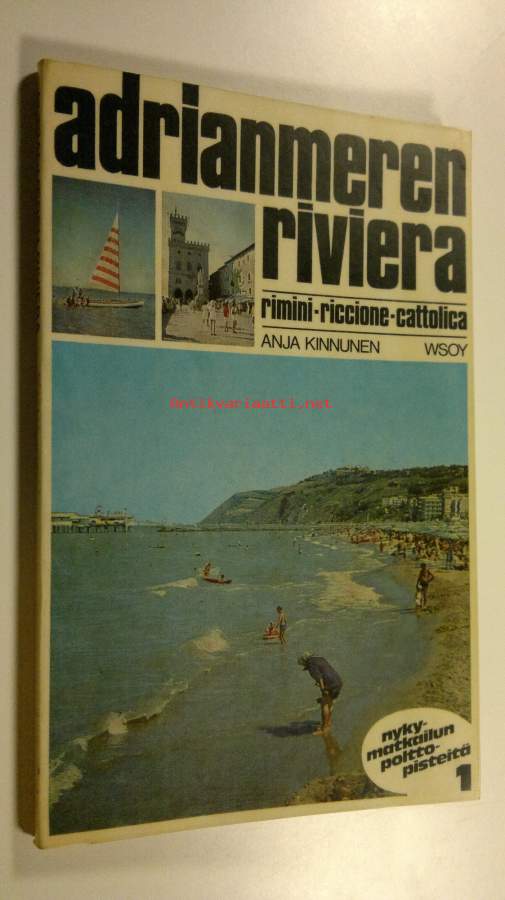 adrianmeren
riviera
rimini-riccione-cattolica
ANJA KINNUNEN WSOY
Antikvariaatti.net
nyky-
matkailun
poltto-
pisteitä
1